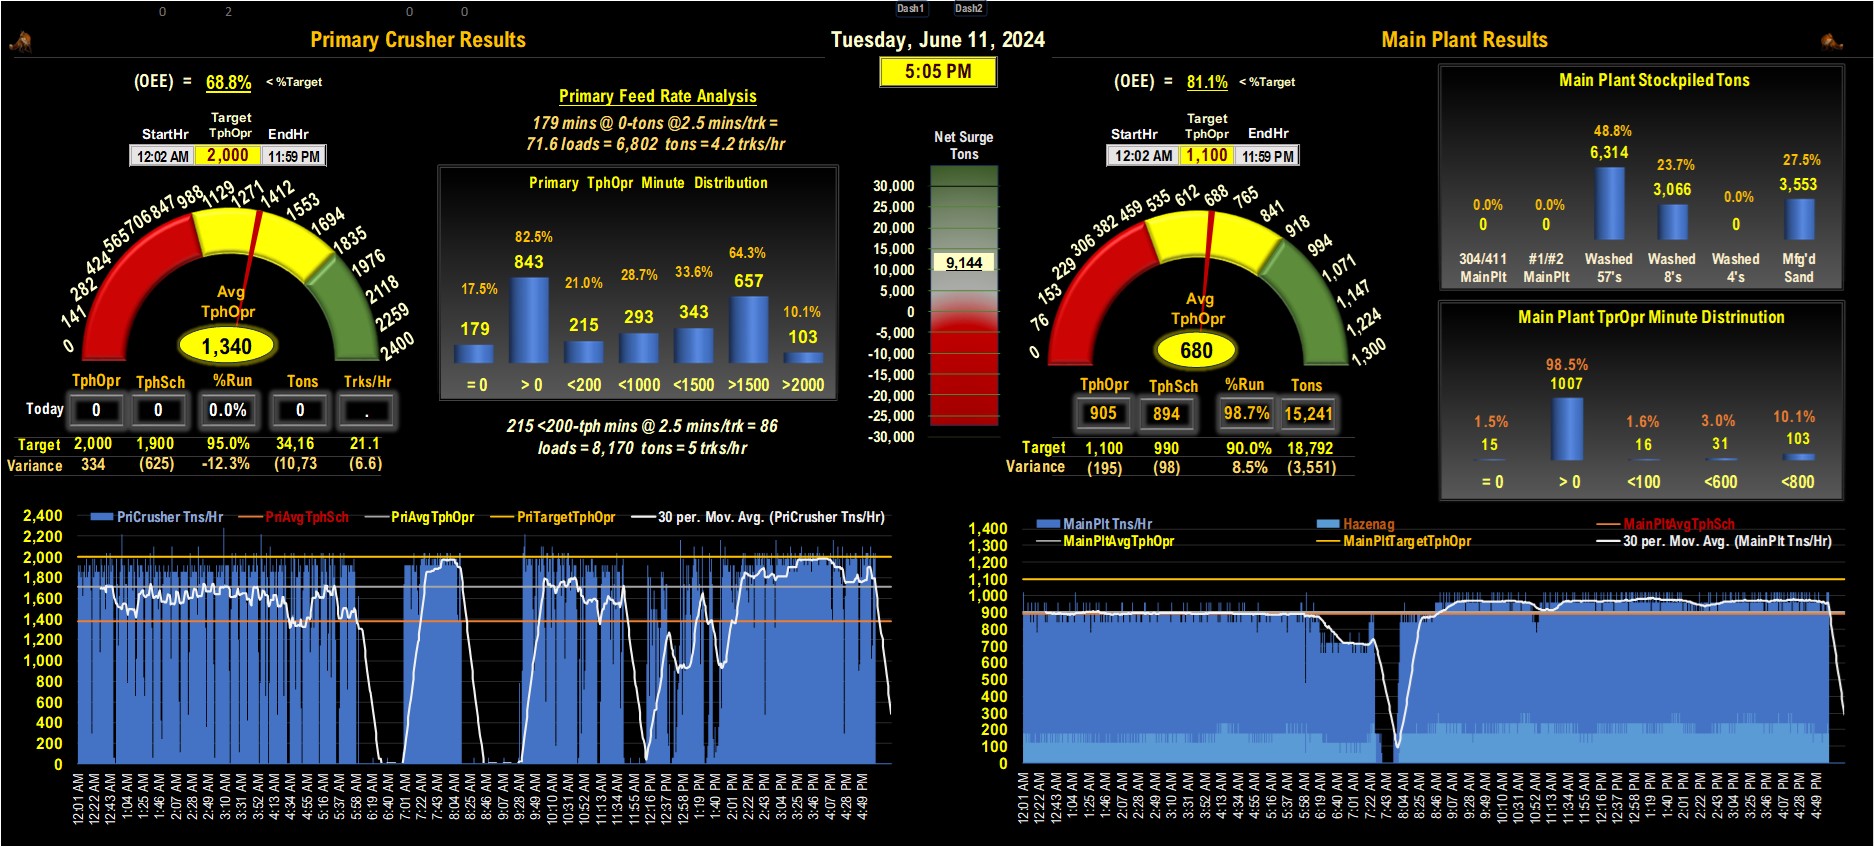 0 2 0 0 Dash1 Dash2
Primary Crusher Results
Tuesday, June 11, 2024
Main Plant Results
5:05 PM
(OEE) = 68.8% < %Target
Target
StartHr TphOpr EndHr
12:02 AM 2,000 11:59 PM
0 141 282 424 565 706 847 988 1129 1271 1412 1553 1694 1835 1976 2118 2259 2400
Avg
TphOpr
1,340
TphOpr TphSch %Run Tons Trks/Hr
Today 0 0 0.0% 0 .
Target 2,000 1,900 95.0% 34,16 21.1
Variance 334 (625) -12.3% (10,73 (6.6)
Primary Feed Rate Analysis
179 mins @ 0-tons @2.5 mins/trk =
71.6 loads = 6,802 tons = 4.2 trks/hr
Primary TphOpr Minute Distribution
17.5% 82.5% 21.0% 28.7% 33.6% 64.3% 10.1%
179 843 215 293 343 657 103
= 0 > 0 <200 <1000 <1500 >1500 >2000
215 <200-tph mins @ 2.5 mins/trk = 86
loads = 8,170 tons = 5 trks/hr
Net Surge
Tons
30,000
25,000
20,000
15,000
9,144
10,000
5,000
0
-5,000
-10,000
-15,000
-20,000
-25,000
-30,000
(OEE) = 81.1% < %Target
Target
StartHr TphOpr EndHr
12:02 AM 1,100 11:59 PM
0 76 153 229 306 382 459 535 612 688 765 841 918 994 1,071 1,147 1,224 1,300
Avg
TphOpr
680
TphOpr TphSch %Run Tons
905 894 98.7% 15,241
Target 1,100 990 90.0% 18,792
Variance (195) (98) 8.5% (3,551)
Main Plant Stockpiled Tons
0.0% 0.0% 48.8% 23.7% 0.0% 27.5%
0 0 6,314 3,066 0 3,553
304/411 #1/#2 Washed Washed Washed Mfg'd
MainPlt MainPlt 57's 8's 4's Sand
Main Plant TprOpr Minute Distrinution
1.5% 98.5% 1.6% 3.0% 10.1%
15 1007 16 31 103
= 0 > 0 <100 <600 <800
PriCrusher Tns/Hr PriAvgTphSch PriAvgTphOpr PriTargetTphOpr 30 per. Mov. Avg. (PriCrusher Tns/Hr)
2,400
2,200
2,000
1,800
1,600
1,400
1,200
1,000
800
600
400
200
0
12:01 AM 12:22 AM 12:43 AM 1:04 AM 1:25 AM 1:46 AM 2:07 AM 2:28 AM 2:49 AM 3:10 AM 3:31 AM 3:52 AM 4:13 AM 4:34 AM 4:55 AM 5:16 AM 5:37 AM 5:58 AM 6:19 AM 6:40 AM 7:01 AM 7:22 AM 7:43 AM 8:04 AM 8:25 AM 8:46 AM 9:07 AM 9:28 AM 9:49 AM 10:10 AM 10:31 AM 10:52 AM 11:13 AM 11:34 AM 11:55 AM 12:16 PM 12:37 PM 12:58 PM 1:19 PM 1:40 PM 2:01 PM 2:22 PM 2:43 PM 3:04 PM 3:25 PM 3:46 PM 4:07 PM 4:28 PM 4:49 PM
MainPlt Tns/Hr Hazenag MainPltAvgTphSch
MainPltAvgTphOpr MainPltTargetTphOpr 30 per. Mov. Avg. (MainPlt Tns/Hr)
1,400
1,300
1,200
1,100
1,000
900
800
700
600
500
400
300
200
100
0
12:01 AM 12:22 AM 12:43 AM 1:04 AM 1:25 AM 1:46 AM 2:07 AM 2:28 AM 2:49 AM 3:10 AM 3:31 AM 3:52 AM 4:13 AM 4:34 AM 4:55 AM 5:16 AM 5:37 AM 5:58 AM 6:19 AM 6:40 AM 7:01 AM 7:22 AM 7:43 AM 8:04 AM 8:25 AM 8:46 AM 9:07 AM 9:28 AM 9:49 AM 10:10 AM 10:31 AM 10:52 AM 11:13 AM 11:34 AM 11:55 AM 12:16 PM 12:37 PM 12:58 PM 1:19 PM 1:40 PM 2:01 PM 2:22 PM 2:43 PM 3:04 PM 3:25 PM 3:46 PM 4:07 PM 4:28 PM 4:49 PM